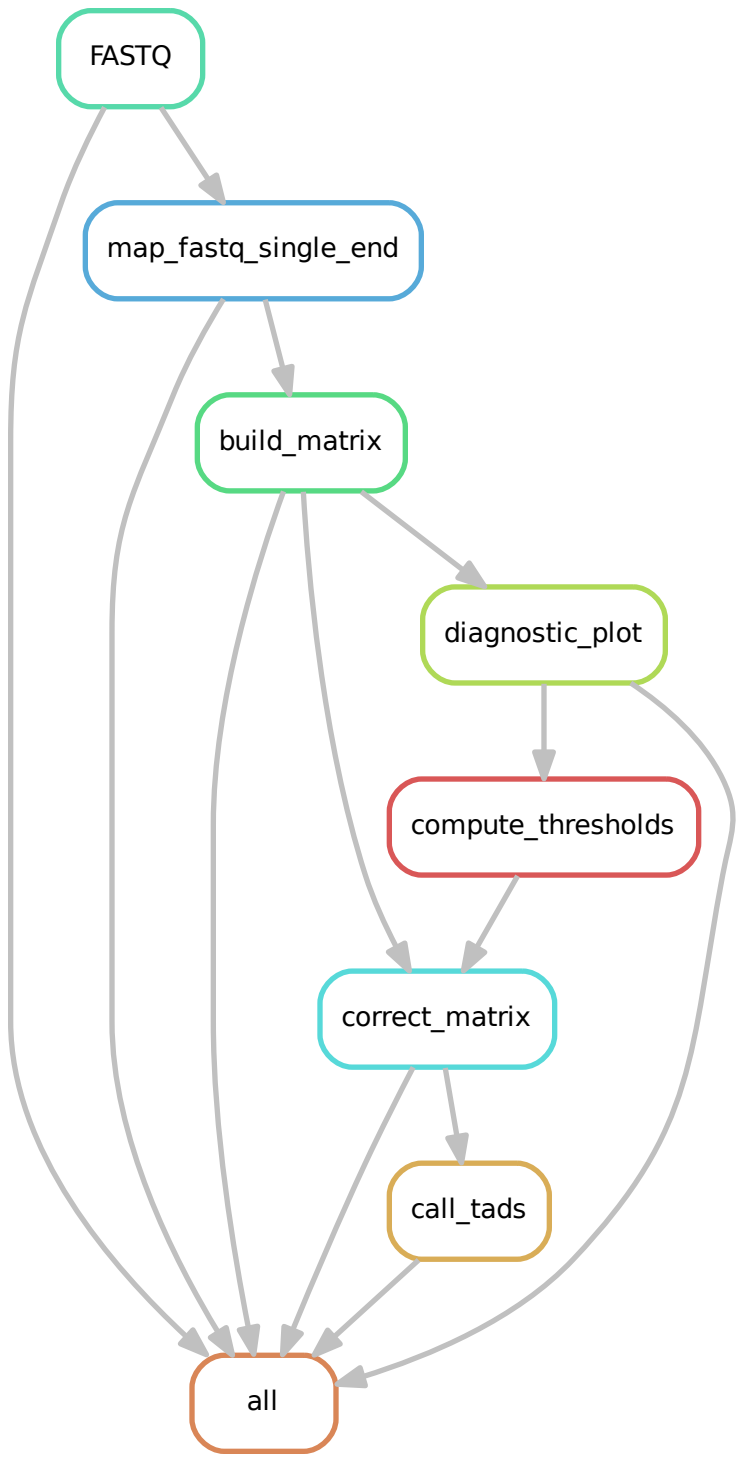 FASTQ
map_fastq_single_end
build_matrix
diagnostic_plot
compute_thresholds
correct_matrix
call_tads
all